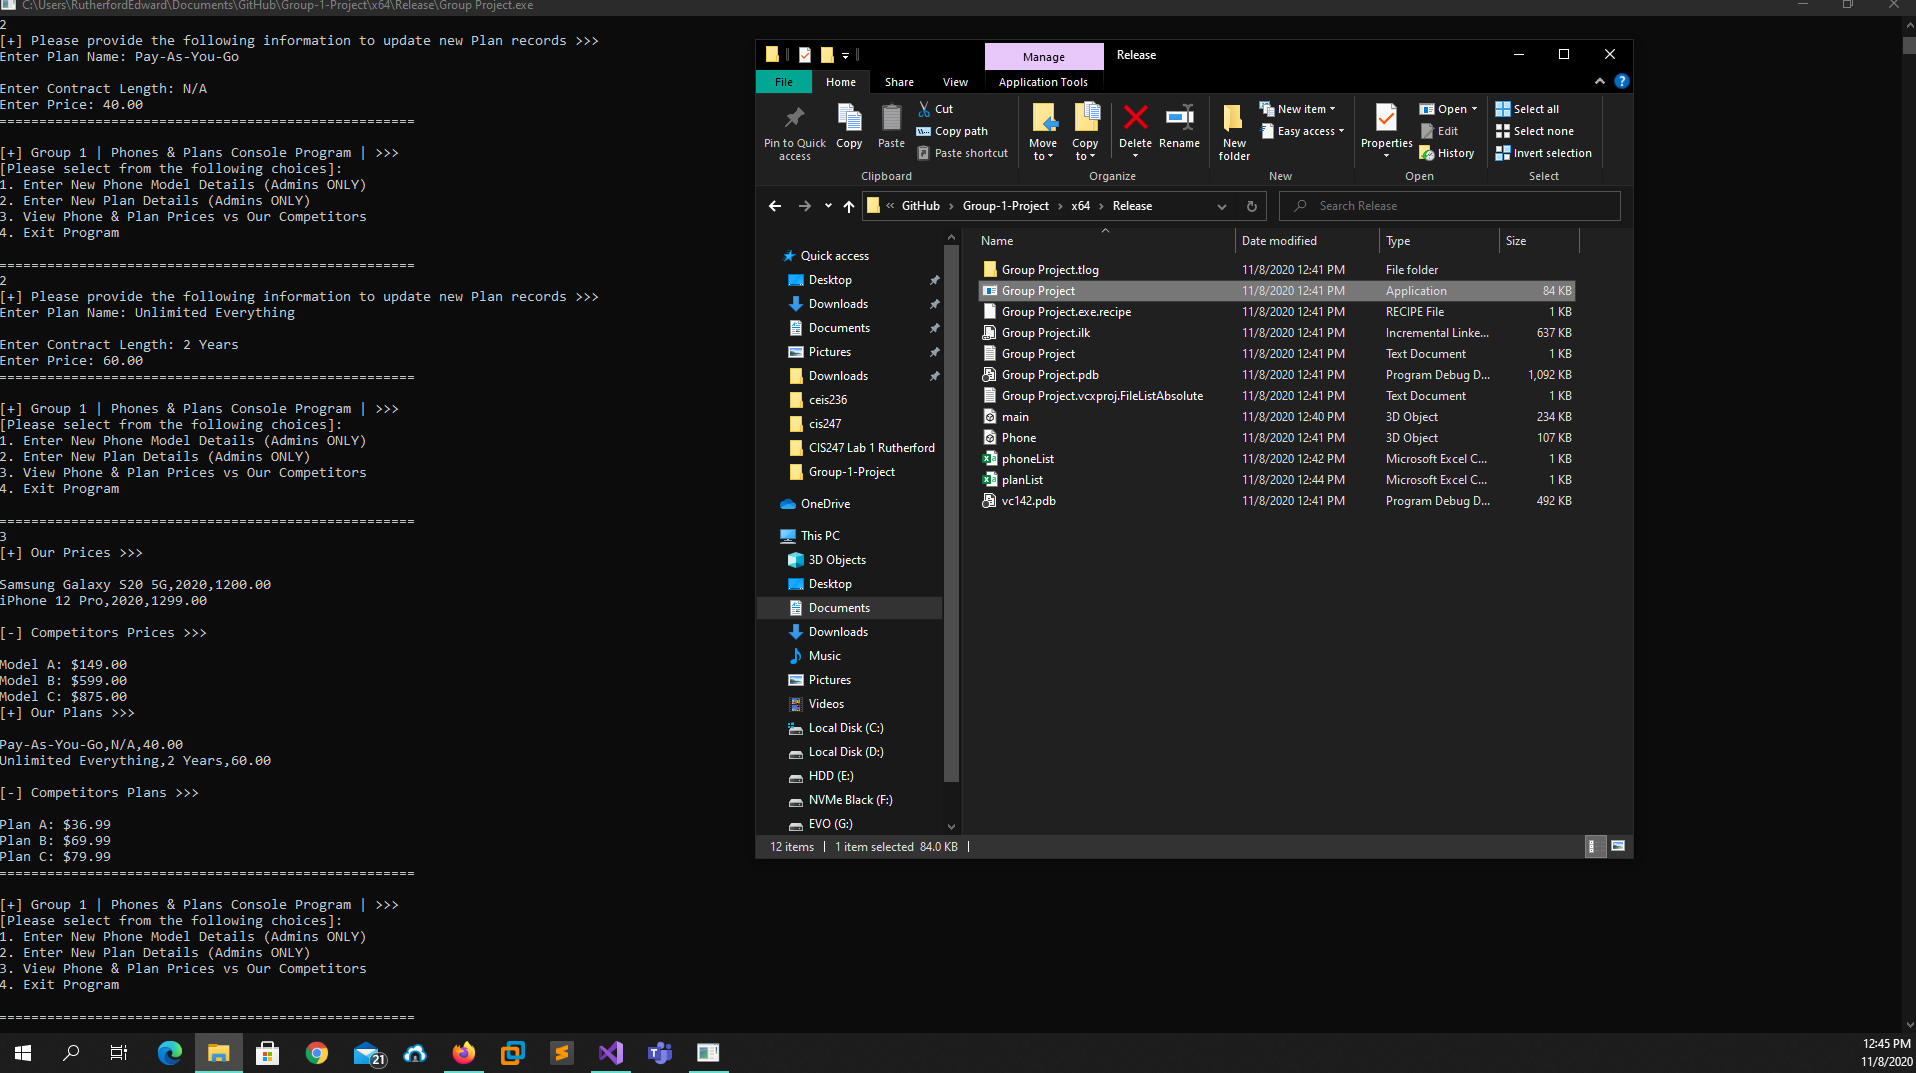 C:\Users\RutherfordEdward\Documents\GitHub\Group-1-Project\x64\Release\Group Project.exe
2
[+] Please provide the following information to update new Plan records >>>
Enter Plan Name: Pay-As-You-Go
Enter Contract Length: N/A
Enter Price: 40.00
====================================================
[+] Group 1 | Phones & Plans Console Program | >>>
[Please select from the following choices]:
1. Enter New Phone Model Details (Admins ONLY)
2. Enter New Plan Details (Admins ONLY)
3. View Phone & Plan Prices vs Our Competitors
4. Exit Program
====================================================
2
[+] Please provide the following information to update new Plan records >>>
Enter Plan Name: Unlimited Everything
Enter Contract Length: 2 Years
Enter Price: 60.00
====================================================
[+] Group 1 | Phones & Plans Console Program | >>>
[Please select from the following choices]:
1. Enter New Phone Model Details (Admins ONLY)
2. Enter New Plan Details (Admins ONLY)
3. View Phone & Plan Prices vs Our Competitors
4. Exit Program
====================================================
3
[+] Our Prices >>>
Samsung Galaxy S20 5G,2020,1200.00
iPhone 12 Pro,2020,1299.00
[-] Competitors Prices >>>
Model A: $149.00
Model B: $599.00
Model C: $875.00
[+] Our Plans >>>
Pay-As-You-Go,N/A,40.00
Unlimited Everything,2 Years,60.00
[-] Competitors Plans >>>
Plan A: $36.99
Plan B: $69.99
Plan C: $79.99
====================================================
[+] Group 1 | Phones & Plans Console Program | >>>
[Please select from the following choices]:
1. Enter New Phone Model Details (Admins ONLY)
2. Enter New Plan Details (Admins ONLY)
3. View Phone & Plan Prices vs Our Competitors
4. Exit Program
====================================================
Manage Release
File Home Share View Application Tools
Pin to Quick access
Copy
Paste
Cut
Copy path
Paste shortcut
Clipboard
Move to
Copy to
Delete
Rename
Organize
New folder
New item
Easy access
New
Properties
Open
Edit
History
Open
Select all
Select none
Invert selection
Select
« GitHub > Group-1-Project > x64 > Release
Search Release
Quick access
Desktop
Downloads
Documents
Pictures
Downloads
ceis236
cis247
CIS247 Lab 1 Rutherford
Group-1-Project
OneDrive
This PC
3D Objects
Desktop
Documents
Downloads
Music
Pictures
Videos
Local Disk (C:)
Local Disk (D:)
HDD (E:)
NVMe Black (F:)
EVO (G:)
Name Date modified Type Size
Group Project.tlog 11/8/2020 12:41 PM File folder
Group Project 11/8/2020 12:41 PM Application 84 KB
Group Project.exe.recipe 11/8/2020 12:41 PM RECIPE File 1 KB
Group Project.ilk 11/8/2020 12:41 PM Incremental Linke... 637 KB
Group Project 11/8/2020 12:41 PM Text Document 1 KB
Group Project.pdb 11/8/2020 12:41 PM Program Debug D... 1,092 KB
Group Project.vcxproj.FileListAbsolute 11/8/2020 12:41 PM Text Document 1 KB
main 11/8/2020 12:40 PM 3D Object 234 KB
Phone 11/8/2020 12:41 PM 3D Object 107 KB
phoneList 11/8/2020 12:42 PM Microsoft Excel C... 1 KB
planList 11/8/2020 12:44 PM Microsoft Excel C... 1 KB
vc142.pdb 11/8/2020 12:41 PM Program Debug D... 492 KB
12 items | 1 item selected 84.0 KB |
21
12:45 PM
11/8/2020